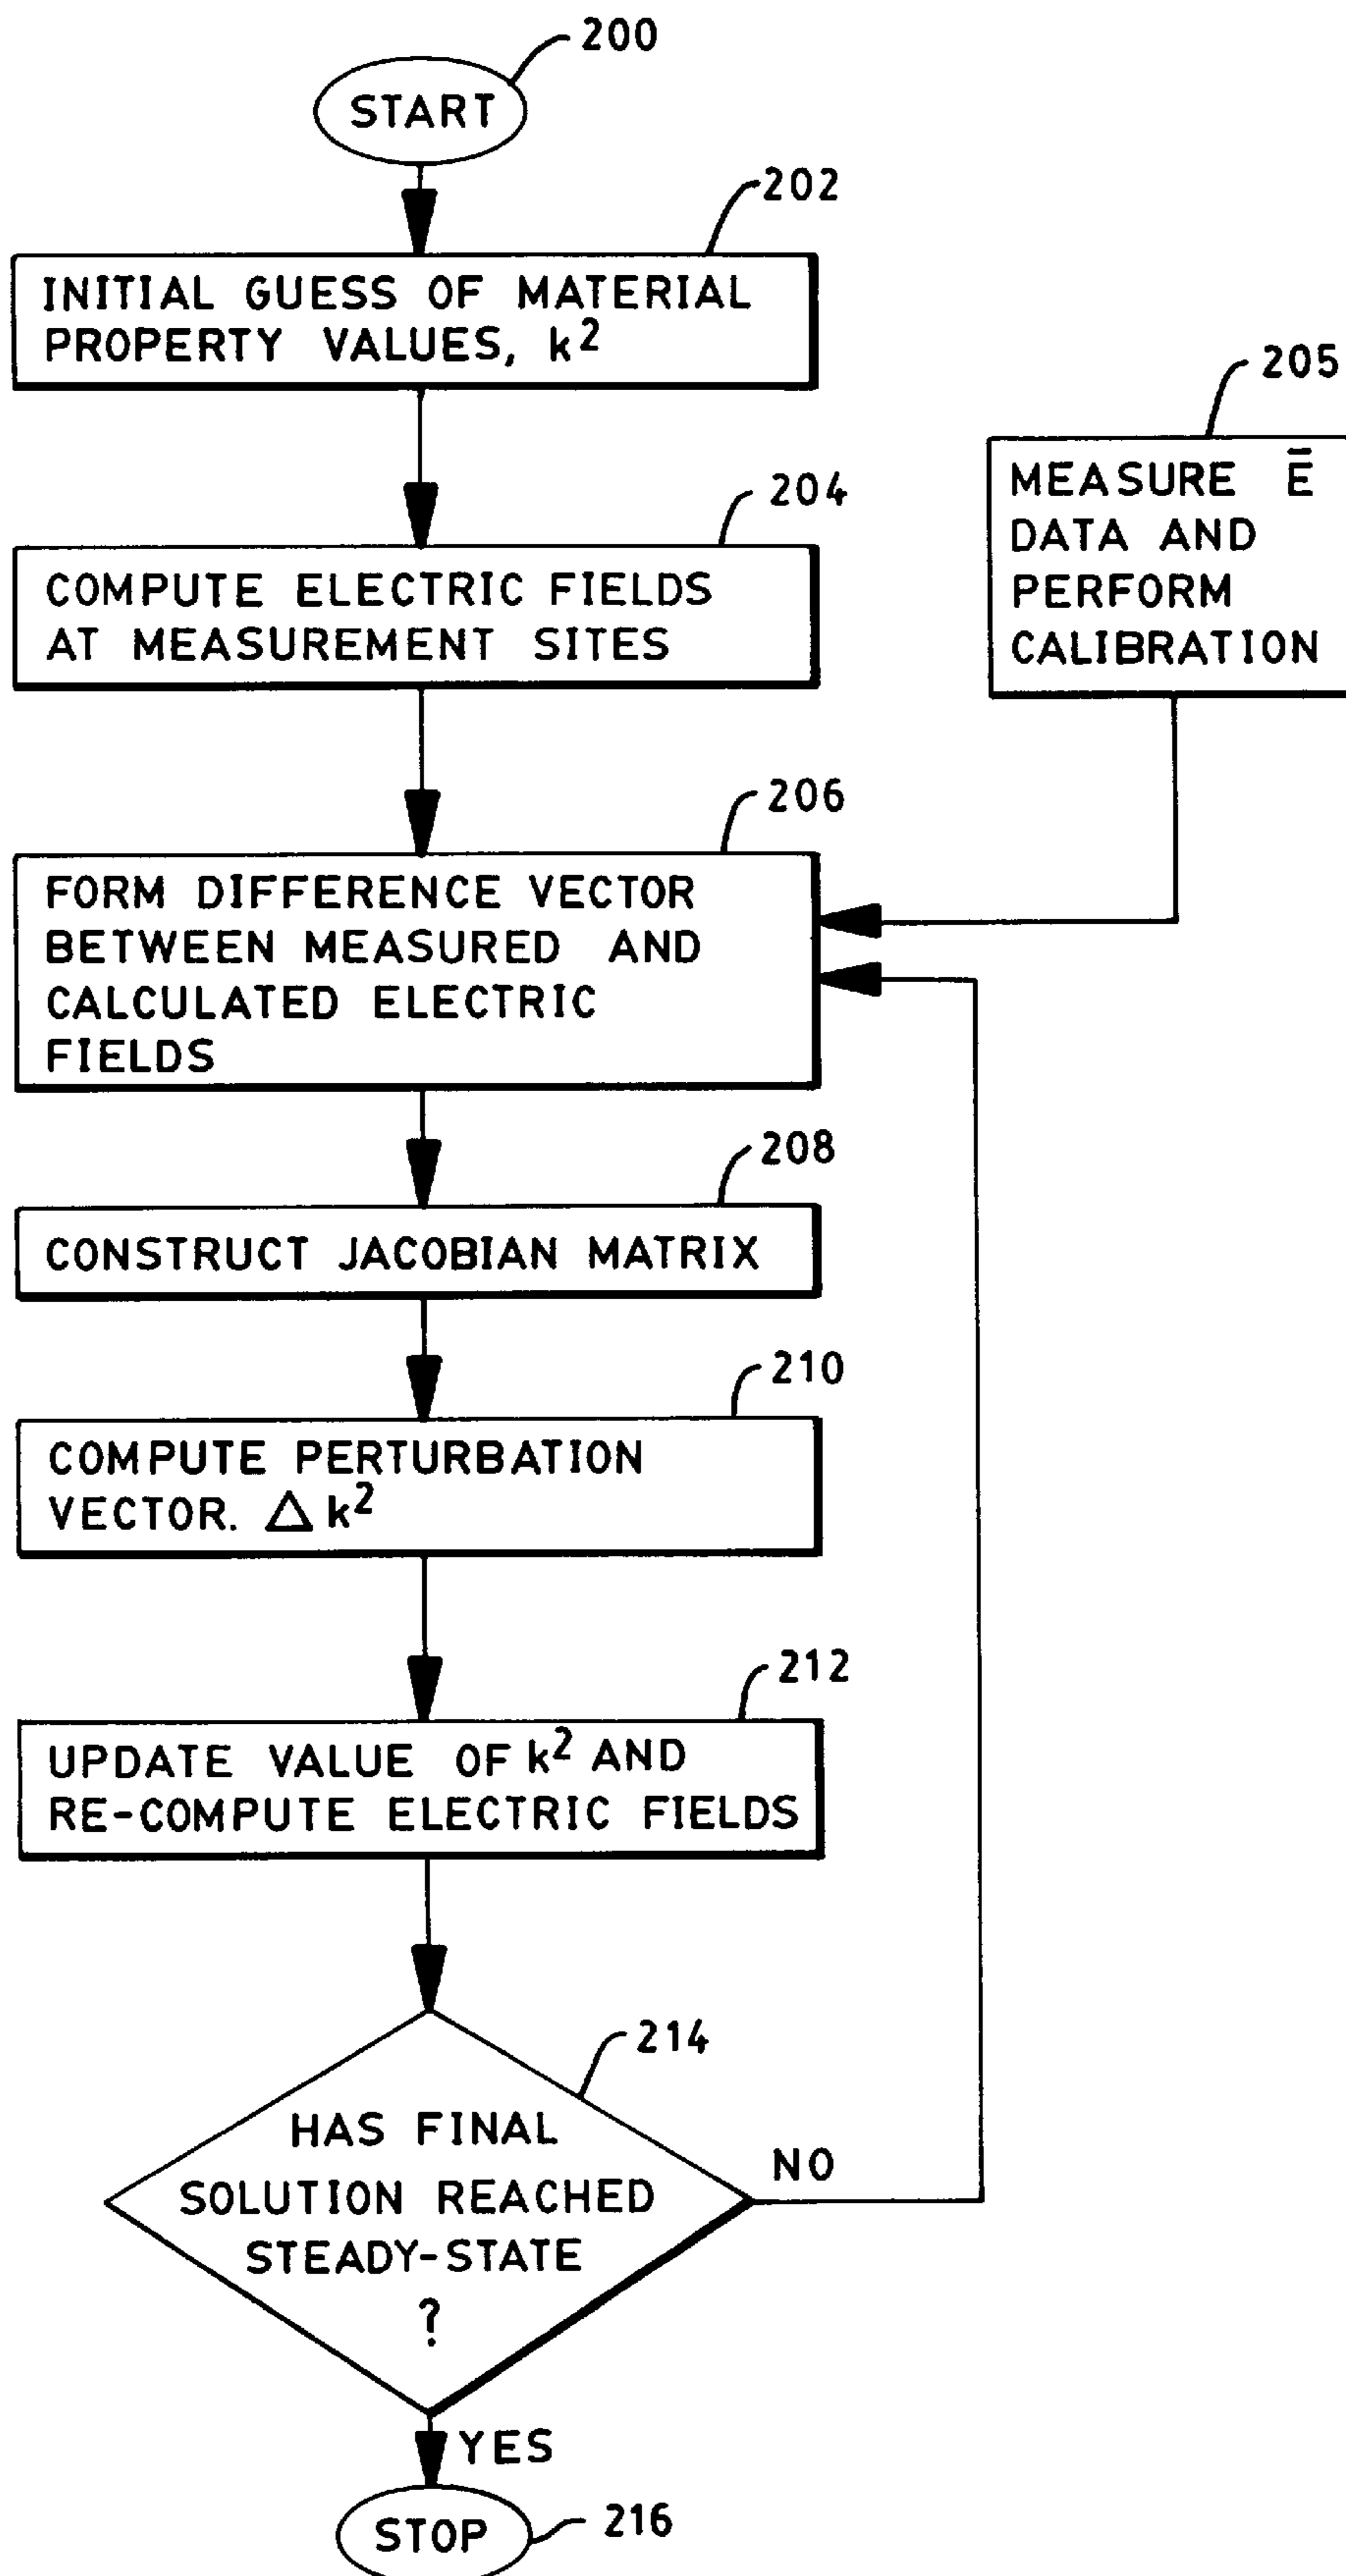 200
START
202
INITIAL GUESS OF MATERIAL
PROPERTY VALUES, k²
205
MEASURE E̅
DATA AND
PERFORM
CALIBRATION
204
COMPUTE ELECTRIC FIELDS
AT MEASUREMENT SITES
206
FORM DIFFERENCE VECTOR
BETWEEN MEASURED AND
CALCULATED ELECTRIC
FIELDS
208
CONSTRUCT JACOBIAN MATRIX
210
COMPUTE PERTURBATION
VECTOR. Δk²
212
UPDATE VALUE OF k² AND
RE-COMPUTE ELECTRIC FIELDS
214
HAS FINAL
SOLUTION REACHED
STEADY-STATE
?
NO
YES
STOP
216